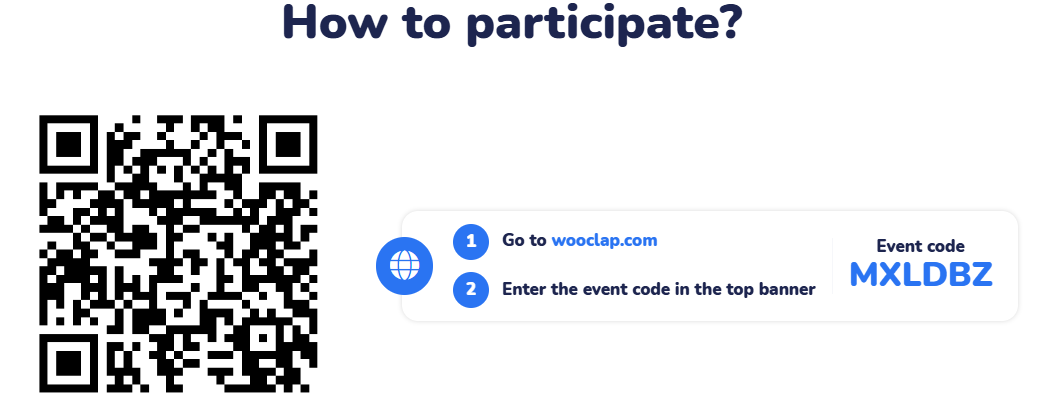 How to participate?
1 Go to wooclap.com
2 Enter the event code in the top banner
Event code
MXLDBZ